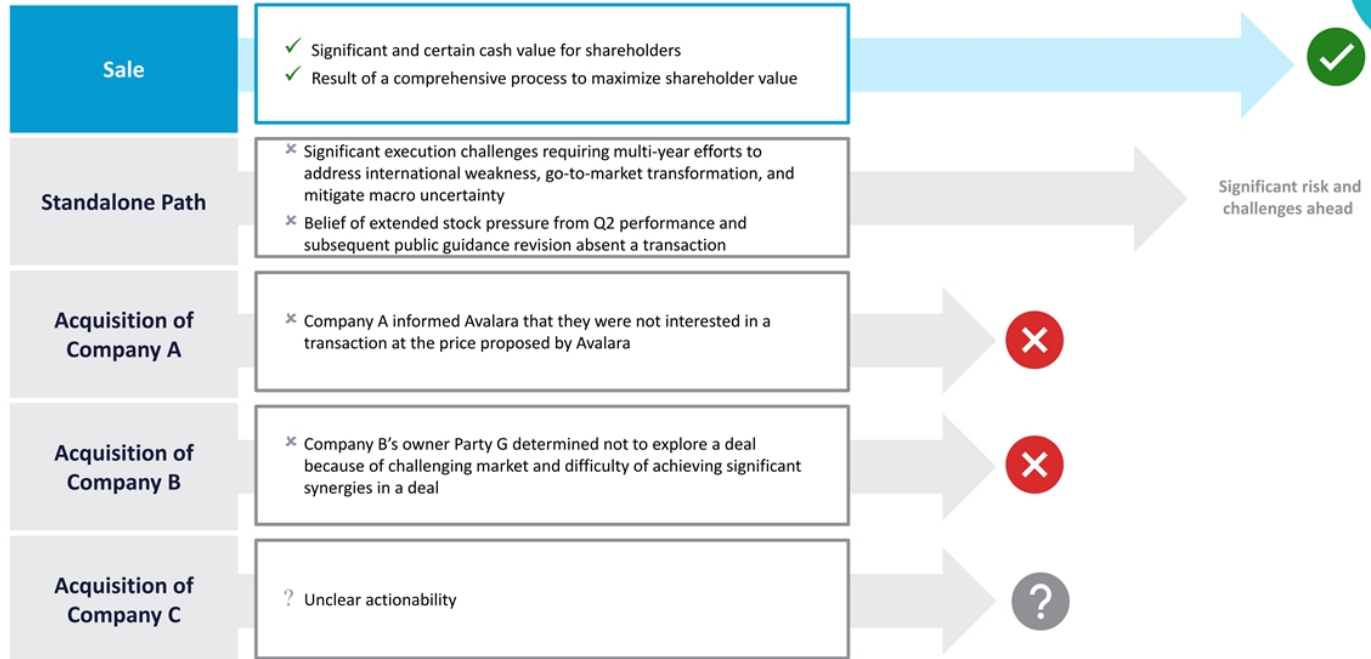 Sale
✓ Significant and certain cash value for shareholders
✓ Result of a comprehensive process to maximize shareholder value
Standalone Path
× Significant execution challenges requiring multi-year efforts to
address international weakness, go-to-market transformation, and
mitigate macro uncertainty
× Belief of extended stock pressure from Q2 performance and
subsequent public guidance revision absent a transaction
Significant risk and
challenges ahead
Acquisition of
Company A
× Company A informed Avalara that they were not interested in a
transaction at the price proposed by Avalara
Acquisition of
Company B
× Company B’s owner Party G determined not to explore a deal
because of challenging market and difficulty of achieving significant
synergies in a deal
Acquisition of
Company C
? Unclear actionability
?